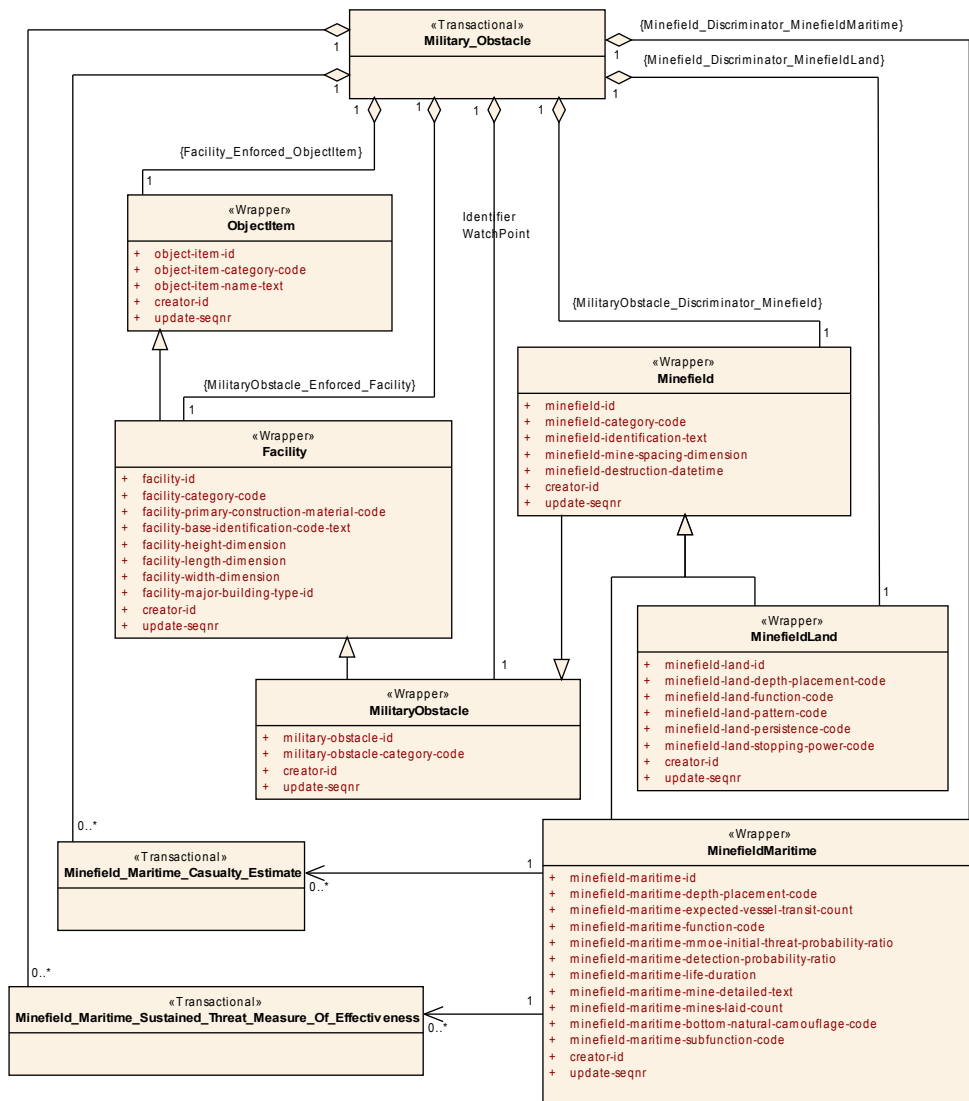 «Transactional»
Military_Obstacle
{Minefield_Discriminator_MinefieldMaritime}
{Minefield_Discriminator_MinefieldLand}
1
1
1
1
1
1
1
1
{Facility_Enforced_ObjectItem}
1
«Wrapper»
ObjectItem
+ object-item-id
+ object-item-category-code
+ object-item-name-text
+ creator-id
+ update-seqnr
Identifier
WatchPoint
{MilitaryObstacle_Discriminator_Minefield}
1
«Wrapper»
Minefield
+ minefield-id
+ minefield-category-code
+ minefield-identification-text
+ minefield-mine-spacing-dimension
+ minefield-destruction-datetime
+ creator-id
+ update-seqnr
{MilitaryObstacle_Enforced_Facility}
1
«Wrapper»
Facility
+ facility-id
+ facility-category-code
+ facility-primary-construction-material-code
+ facility-base-identification-code-text
+ facility-height-dimension
+ facility-length-dimension
+ facility-width-dimension
+ facility-major-building-type-id
+ creator-id
+ update-seqnr
1
«Wrapper»
MinefieldLand
+ minefield-land-id
+ minefield-land-depth-placement-code
+ minefield-land-function-code
+ minefield-land-pattern-code
+ minefield-land-persistence-code
+ minefield-land-stopping-power-code
+ creator-id
+ update-seqnr
1
«Wrapper»
MilitaryObstacle
+ military-obstacle-id
+ military-obstacle-category-code
+ creator-id
+ update-seqnr
0..*
«Transactional»
Minefield_Maritime_Casualty_Estimate
1
0..*
«Wrapper»
MinefieldMaritime
+ minefield-maritime-id
+ minefield-maritime-depth-placement-code
+ minefield-maritime-expected-vessel-transit-count
+ minefield-maritime-function-code
+ minefield-maritime-mmoe-initial-threat-probability-ratio
+ minefield-maritime-detection-probability-ratio
+ minefield-maritime-life-duration
+ minefield-maritime-mine-detailed-text
+ minefield-maritime-mines-laid-count
+ minefield-maritime-bottom-natural-camouflage-code
+ minefield-maritime-subfunction-code
+ creator-id
+ update-seqnr
0..*
«Transactional»
Minefield_Maritime_Sustained_Threat_Measure_Of_Effectiveness
1
0..*